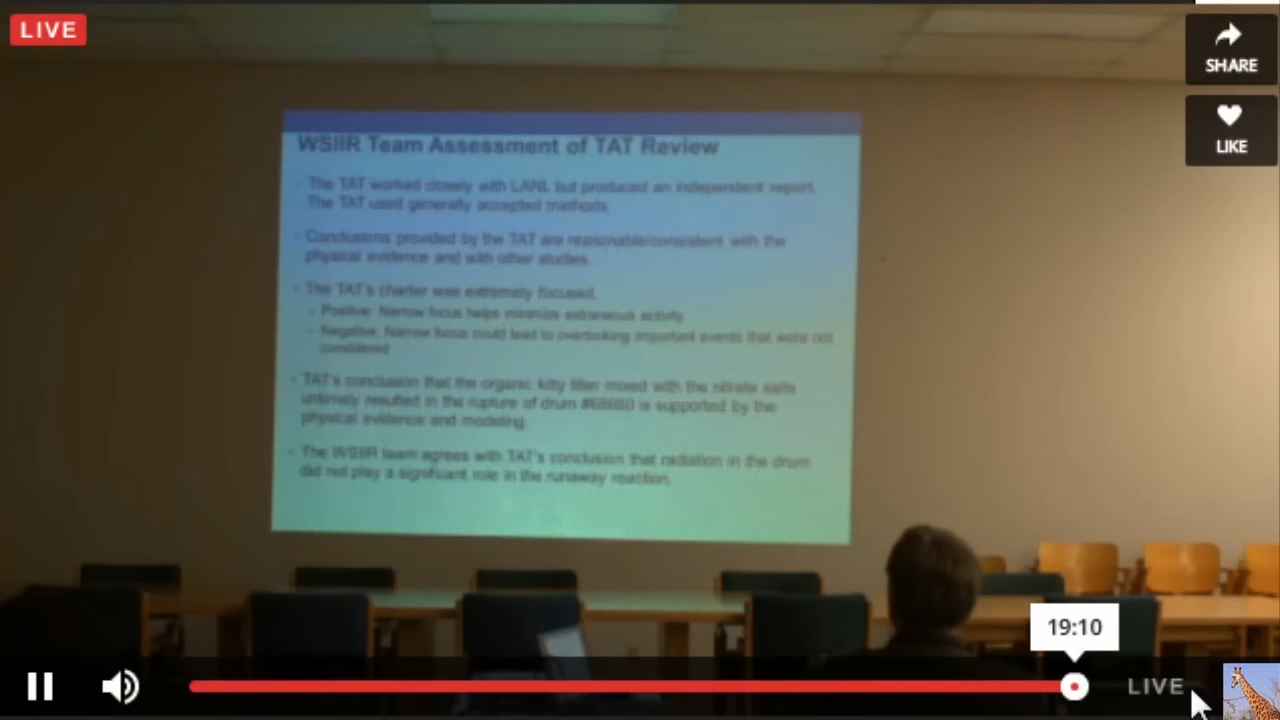 LIVE
SHARE
LIKE
WSIIR Team Assessment of TAT Review
The TAT worked closely with LANL but produced an independent report.
The TAT used generally accepted methods
Conclusions provided by the TAT are reasonable/consistent with the
physical evidence and with other studies.
The TAT's charter was extremely focused.
Positive: Narrow focus helps minimize extraneous activity
Negative: Narrow focus could lead to overlooking important events that were not
considered
TAT's conclusion that the organic kitty litter mixed with the nitrate salts
untimely resulted in the rupture of drum #68660 is supported by the
physical evidence and modeling.
The WSIIR team agrees with TAT's conclusion that radiation in the drum
did not play a significant role in the runaway reaction.
19:10
LIVE